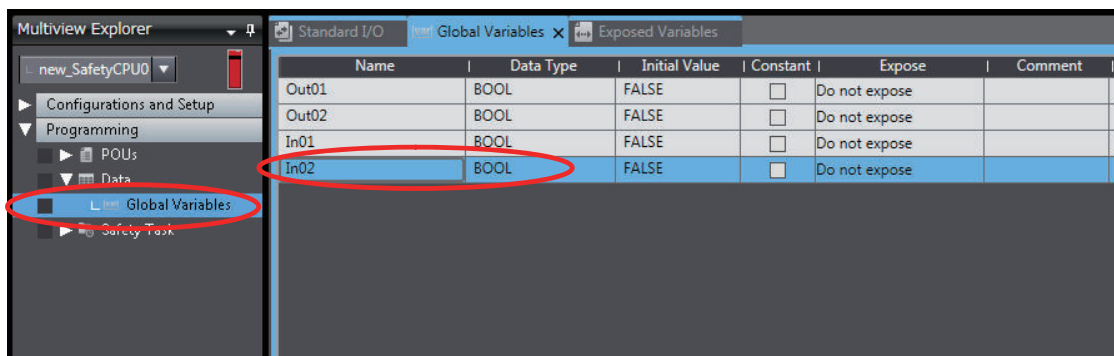 Multiview Explorer
new_SafetyCPU0
Configurations and Setup
Programming
POUs
Data
Global Variables
Safety Task
Standard I/O Global Variables Exposed Variables
Name Data Type Initial Value Constant Expose Comment
Out01 BOOL FALSE Do not expose
Out02 BOOL FALSE Do not expose
In01 BOOL FALSE Do not expose
In02 BOOL FALSE Do not expose